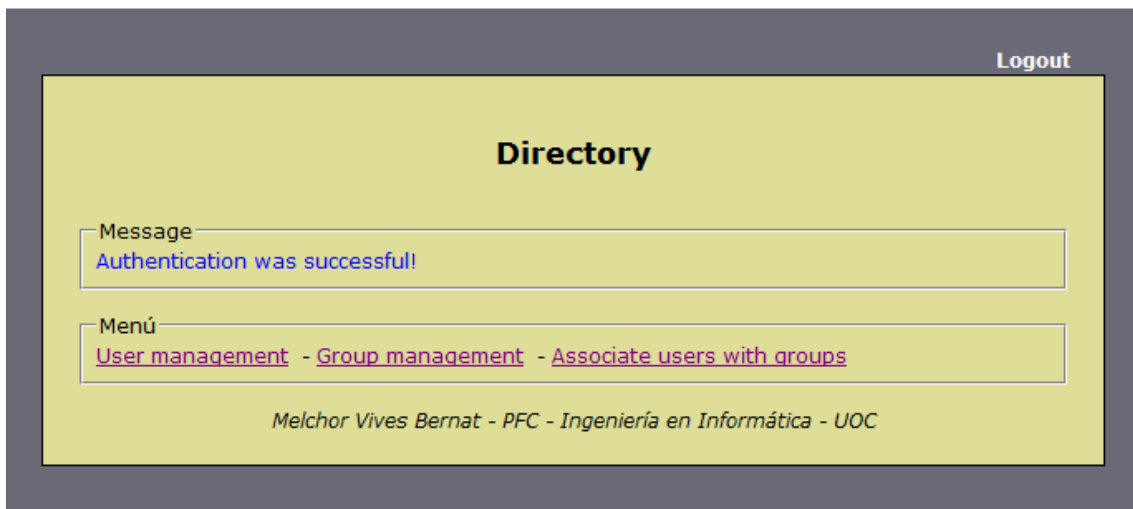 Logout
Directory
Message
Authentication was successful!
Menú
User management - Group management - Associate users with groups
Melchor Vives Bernat - PFC - Ingeniería en Informática - UOC